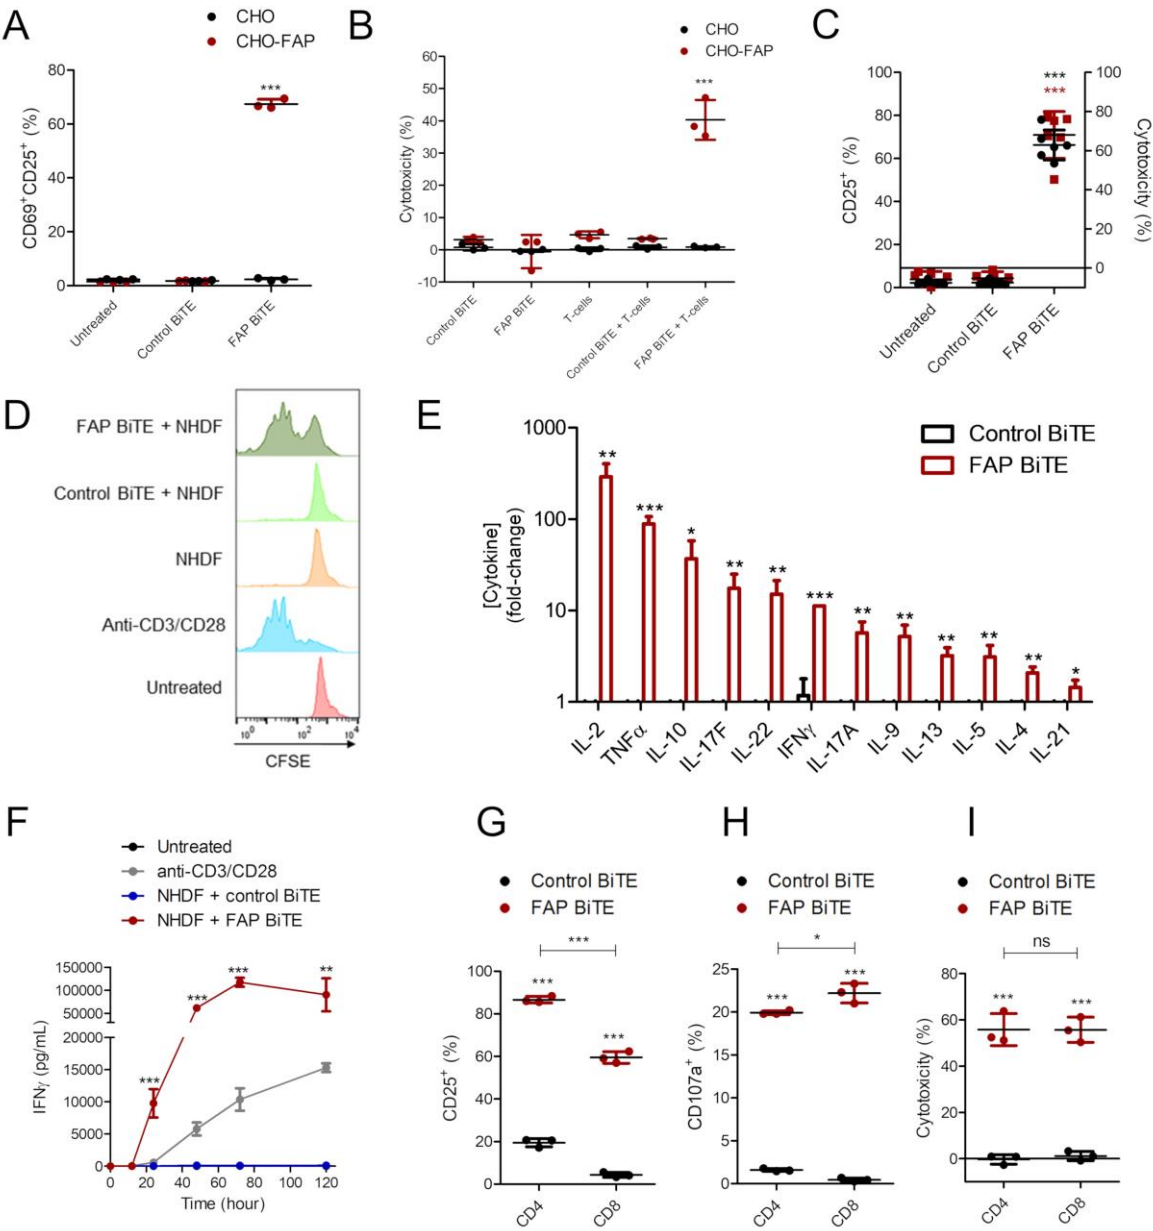 A
CHO
CHO-FAP
CD69⁺CD25⁺ (%)
80
60
40
20
0
***
Untreated
Control BiTE
FAP BiTE
B
CHO
CHO-FAP
Cytotoxicity (%)
60
50
40
30
20
10
0
-10
***
Control BiTE
FAP BiTE
T-cells
Control BiTE + T-cells
FAP BiTE + T-cells
C
CD25⁺ (%)
100
80
60
40
20
0
***
***
100
80
60
40
20
0
Cytotoxicity (%)
Untreated
Control BiTE
FAP BiTE
D
FAP BiTE + NHDF
Control BiTE + NHDF
NHDF
Anti-CD3/CD28
Untreated
10⁰ 10² 10⁴
CFSE
E
Control BiTE
FAP BiTE
[Cytokine]
(fold-change)
1000
100
10
1
** *** * ** ** *** ** ** ** ** ** *
IL-2 TNFα IL-10 IL-17F IL-22 IFNγ IL-17A IL-9 IL-13 IL-5 IL-4 IL-21
F
Untreated
anti-CD3/CD28
NHDF + control BiTE
NHDF + FAP BiTE
IFNγ (pg/mL)
150000
100000
50000
20000
15000
10000
5000
0
*** *** *** **
0 20 40 60 80 100 120
Time (hour)
G
Control BiTE
FAP BiTE
***
CD25⁺ (%)
100
80
60
40
20
0
***
***
CD4
CD8
H
Control BiTE
FAP BiTE
*
CD107a⁺ (%)
25
20
15
10
5
0
***
***
CD4
CD8
I
Control BiTE
FAP BiTE
ns
Cytotoxicity (%)
80
60
40
20
0
***
***
CD4
CD8